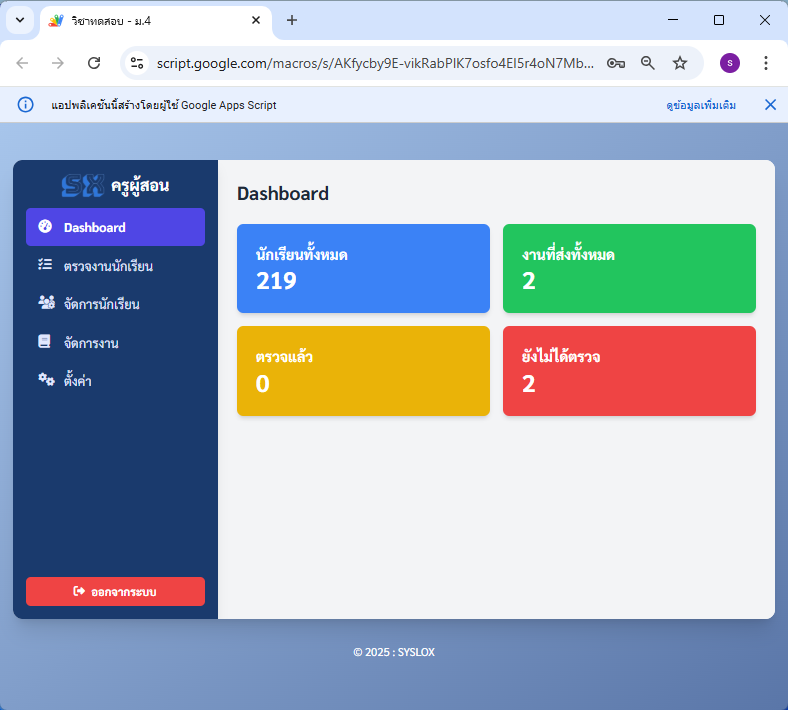 วิชาทดสอบ - ม.4
script.google.com/macros/s/AKfycby9E-vikRabPIK7osfo4EI5r4oN7Mb...
S
แอปพลิเคชันนี้สร้างโดยผู้ใช้ Google Apps Script
ดูข้อมูลเพิ่มเติม
SX ครูผู้สอน
Dashboard
ตรวจงานนักเรียน
จัดการนักเรียน
จัดการงาน
ตั้งค่า
ออกจากระบบ
Dashboard
นักเรียนทั้งหมด
219
งานที่ส่งทั้งหมด
2
ตรวจแล้ว
0
ยังไม่ได้ตรวจ
2
© 2025 : SYSLOX